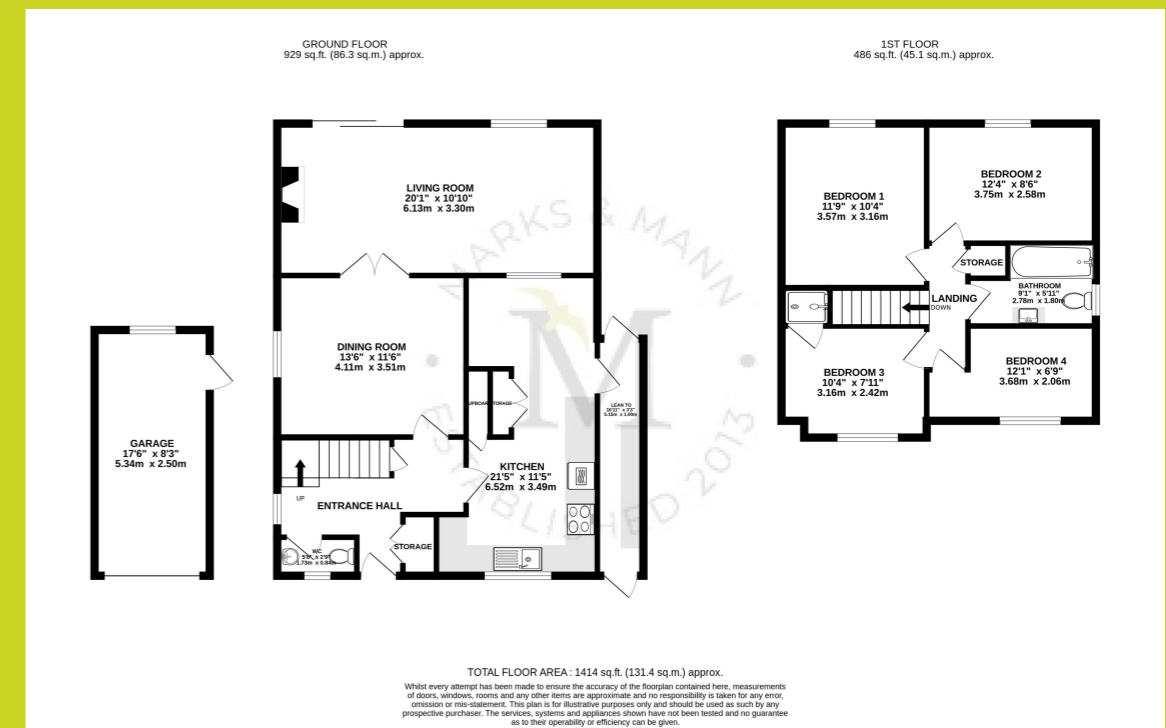 GROUND FLOOR
929 sq.ft. (86.3 sq.m.) approx.
1ST FLOOR
486 sq.ft. (45.1 sq.m.) approx.
LIVING ROOM
20'1" x 10'10"
6.13m x 3.30m
DINING ROOM
13'6" x 11'6"
4.11m x 3.51m
GARAGE
17'6" x 8'3"
5.34m x 2.50m
STORAGE
LEAN TO
KITCHEN
21'5" x 11'5"
6.52m x 3.49m
UP
ENTRANCE HALL
STORAGE
WC
5'8" x 2'9"
1.73m x 0.84m
BEDROOM 1
11'9" x 10'4"
3.57m x 3.16m
BEDROOM 2
12'4" x 8'6"
3.75m x 2.58m
STORAGE
BATHROOM
9'1" x 5'11"
2.78m x 1.80m
LANDING
DOWN
BEDROOM 3
10'4" x 7'11"
3.16m x 2.42m
BEDROOM 4
12'1" x 6'9"
3.68m x 2.06m
MARKS & MANN
M
ESTABLISHED 2013
TOTAL FLOOR AREA : 1414 sq.ft. (131.4 sq.m.) approx.
Whilst every attempt has been made to ensure the accuracy of the floorplan contained here, measurements
of doors, windows, rooms and any other items are approximate and no responsibility is taken for any error,
omission or mis-statement. This plan is for illustrative purposes only and should be used as such by any
prospective purchaser. The services, systems and appliances shown have not been tested and no guarantee
as to their operability or efficiency can be given.